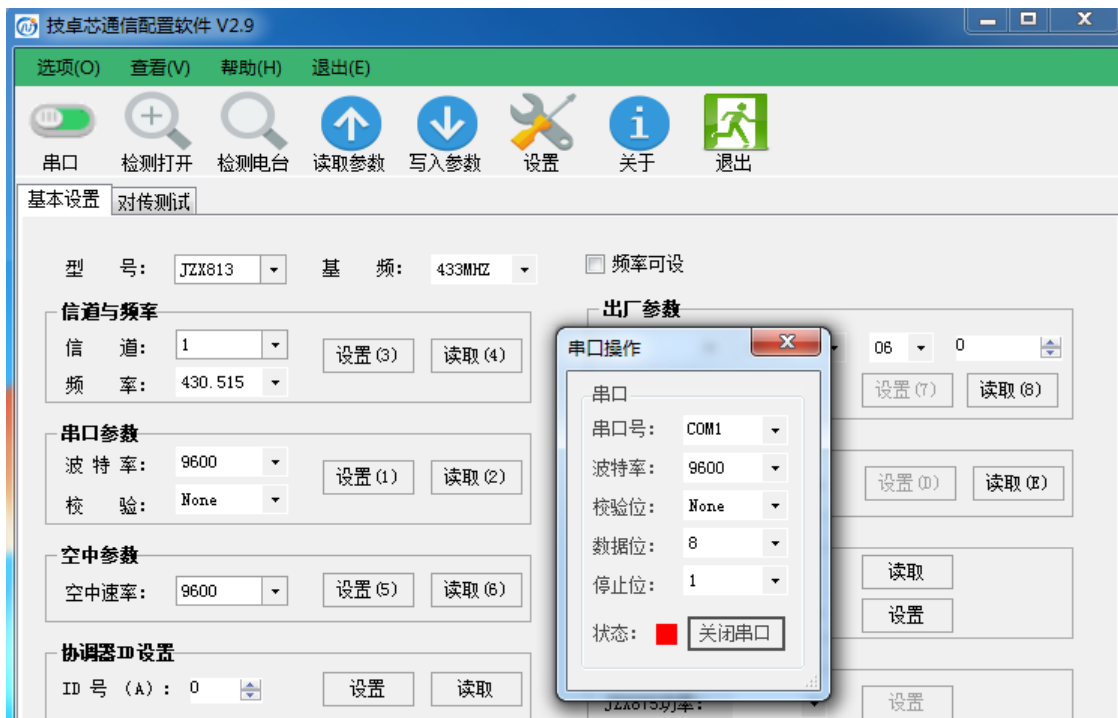 技卓芯通信配置软件 V2.9
选项(O) 查看(V) 帮助(H) 退出(E)
串口 检测打开 检测电台 读取参数 写入参数 设置 关于 退出
基本设置 对传测试
型 号: JZX813 基 频: 433MHZ 频率可设
信道与频率
信 道: 1 设置(3) 读取(4)
频 率: 430.515
串口参数
波 特 率: 9600 设置(1) 读取(2)
校 验: None
空中参数
空中速率: 9600 设置(5) 读取(6)
协调器ID设置
ID 号 (A): 0 设置 读取
出厂参数
06 0
设置(7) 读取(8)
设置(D) 读取(E)
读取
设置
设置
串口操作
串口
串口号: COM1
波特率: 9600
校验位: None
数据位: 8
停止位: 1
状态: 关闭串口